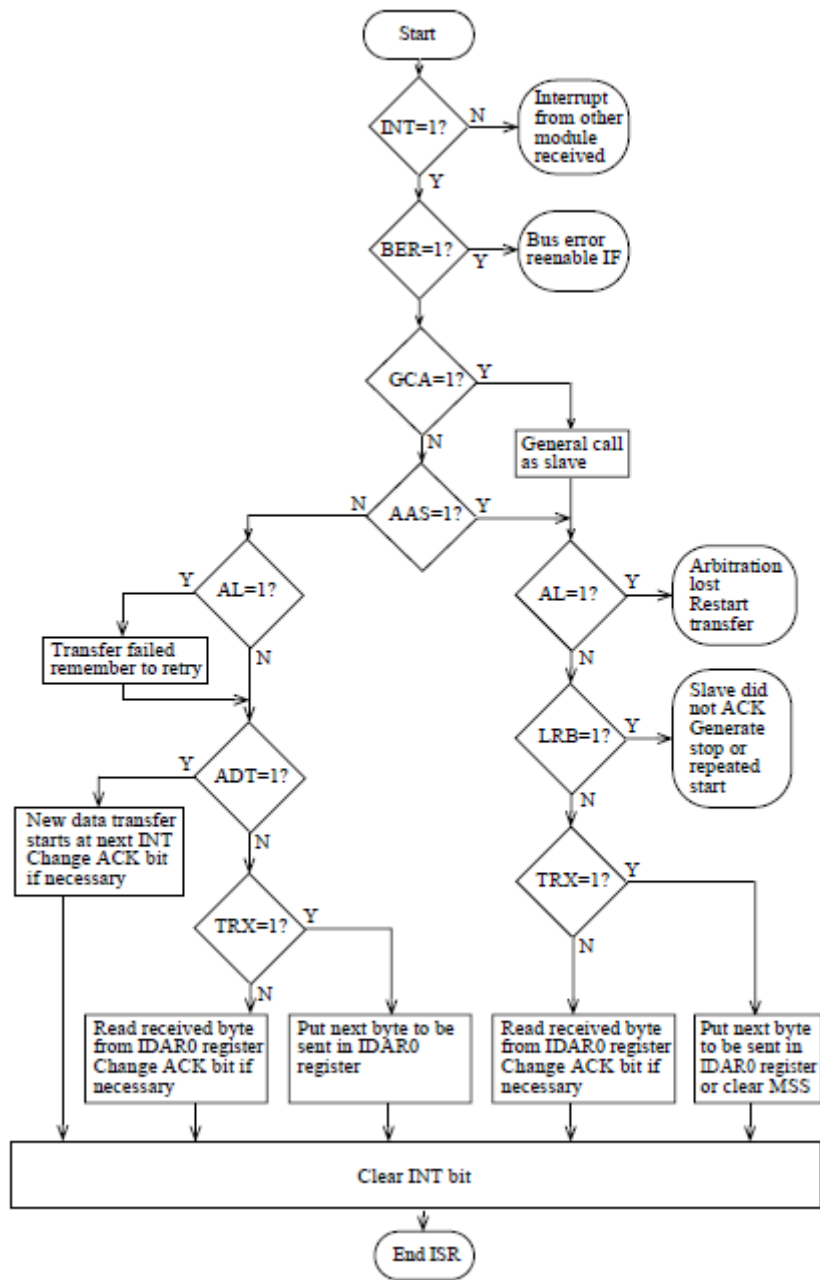 Start
INT=1?
N
Interrupt
from other
module
received
Y
BER=1?
Y
Bus error
reenable IF
GCA=1?
Y
N
General call
as slave
N
AAS=1?
Y
Y
AL=1?
N
Transfer failed
remember to retry
AL=1?
Y
Arbitration
lost
Restart
transfer
N
LRB=1?
Y
Slave did
not ACK
Generate
stop or
repeated
start
N
Y
ADT=1?
N
New data transfer
starts at next INT
Change ACK bit
if necessary
TRX=1?
Y
N
TRX=1?
Y
N
Read received byte
from IDAR0 register
Change ACK bit if
necessary
Put next byte to be
sent in IDAR0
register
Read received byte
from IDAR0 register
Change ACK bit if
necessary
Put next byte
to be sent in
IDAR0 register
or clear MSS
Clear INT bit
End ISR